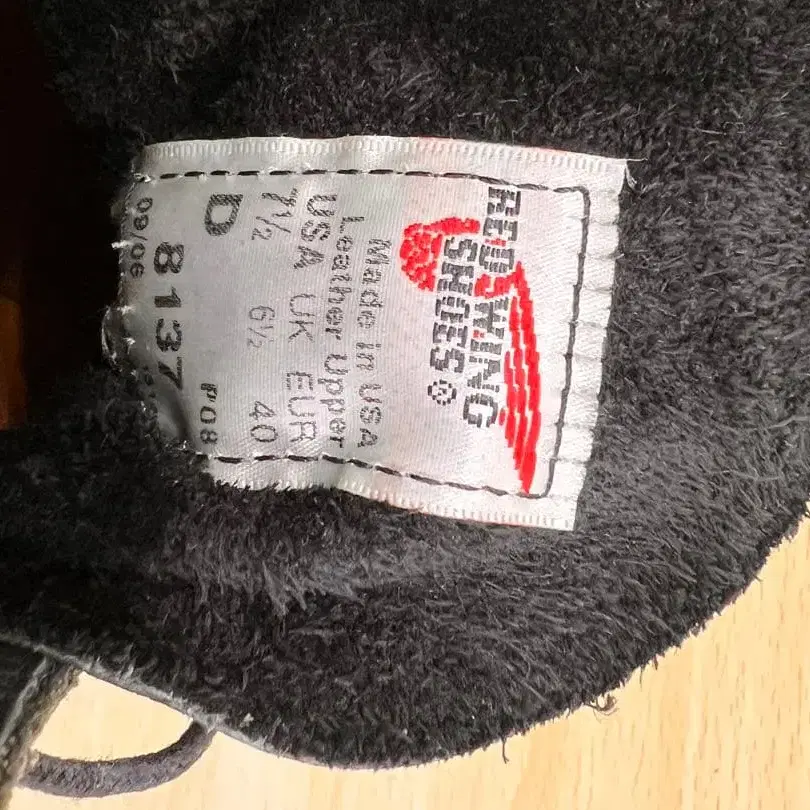 RED WING
SHOES®
Made in USA
Leather Upper
USA UK EUR
7½ 6½ 40
D P08
8137
09/06